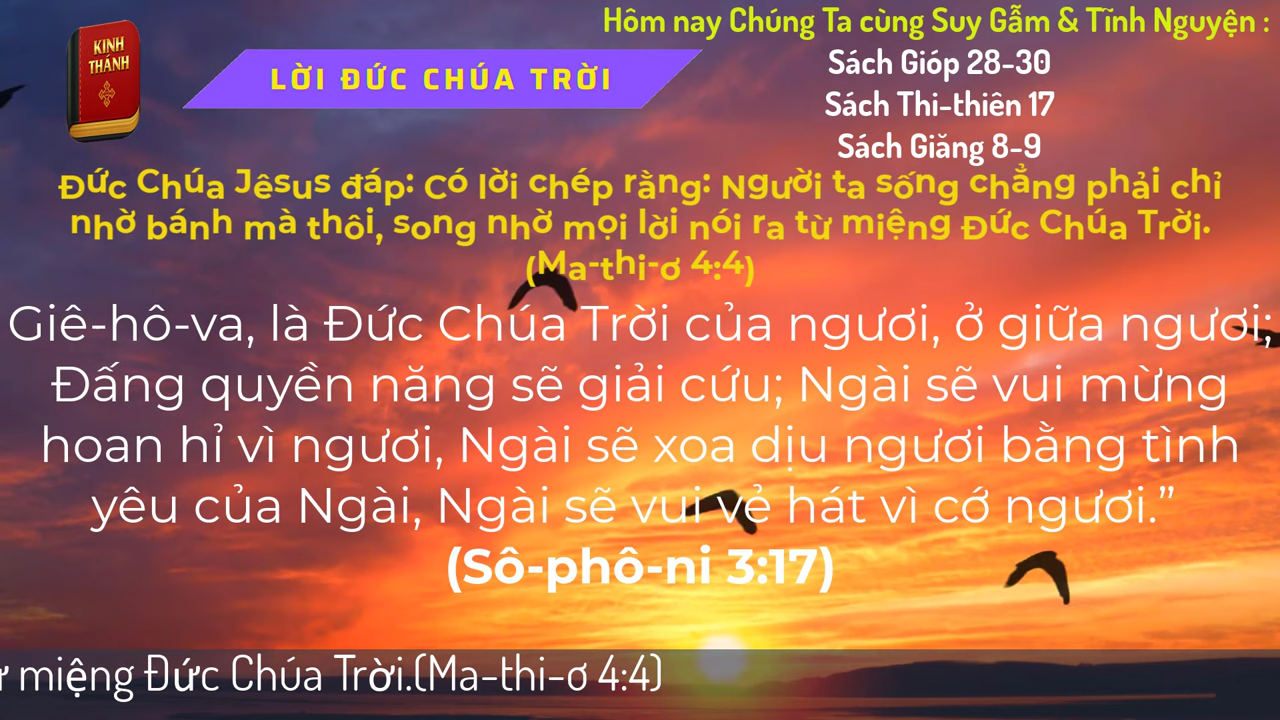 Hôm nay Chúng Ta cùng Suy Gẫm & Tĩnh Nguyện :
KINH
THÁNH
LỜI ĐỨC CHÚA TRỜI
Sách Gióp 28-30
Sách Thi-thiên 17
Sách Giăng 8-9
Đức Chúa Jêsus đáp: Có lời chép rằng: Người ta sống chẳng phải chỉ
nhờ bánh mà thôi, song nhờ mọi lời nói ra từ miệng Đức Chúa Trời.
(Ma-thi-ơ 4:4)
Giê-hô-va, là Đức Chúa Trời của ngươi, ở giữa ngươi;
Đấng quyền năng sẽ giải cứu; Ngài sẽ vui mừng
hoan hỉ vì ngươi, Ngài sẽ xoa dịu ngươi bằng tình
yêu của Ngài, Ngài sẽ vui vẻ hát vì cớ ngươi.”
(Sô-phô-ni 3:17)
miệng Đức Chúa Trời.(Ma-thi-ơ 4:4)